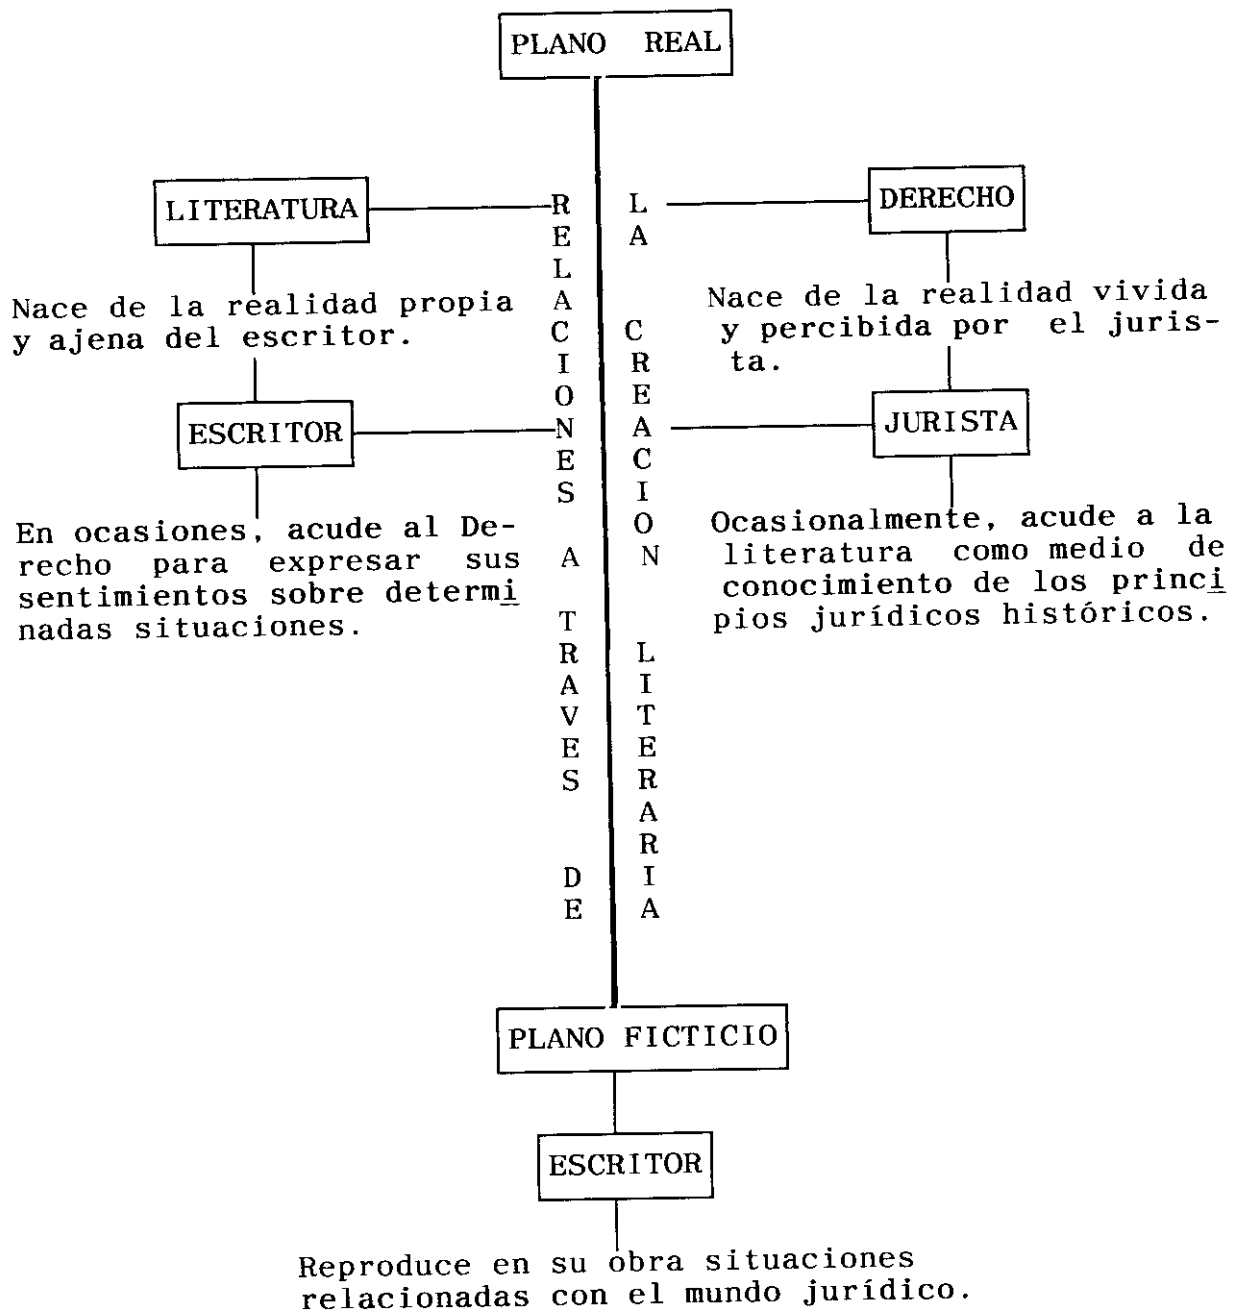 PLANO REAL
LITERATURA
DERECHO
Nace de la realidad propia
y ajena del escritor.
Nace de la realidad vivida
y percibida por el juris-
ta.
ESCRITOR
JURISTA
En ocasiones, acude al De-
recho para expresar sus
sentimientos sobre determi
nadas situaciones.
Ocasionalmente, acude a la
literatura como medio de
conocimiento de los princi
pios jurídicos históricos.
RELACIONES A TRAVES DE
LA CREACION LITERARIA
PLANO FICTICIO
ESCRITOR
Reproduce en su obra situaciones
relacionadas con el mundo jurídico.